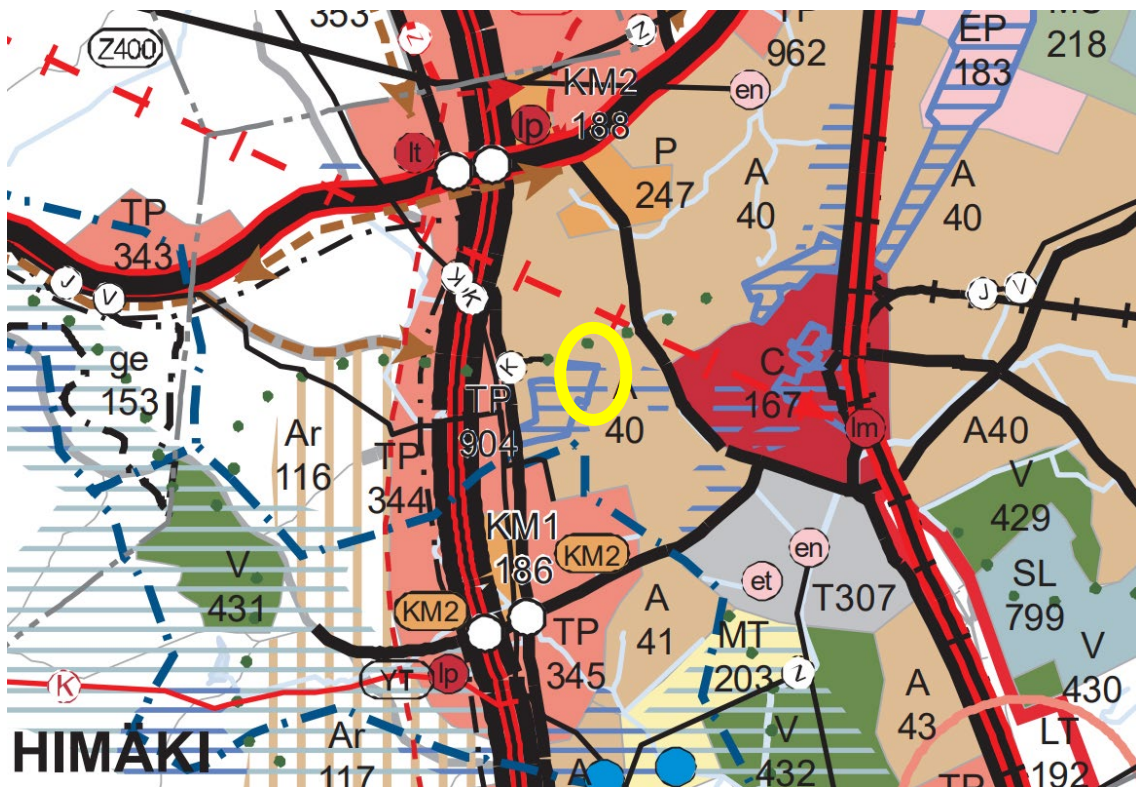 353
Z400
Z
Z
KM2
188
TP
962
EP
183
218
en
lp
lt
P
247
A
40
A
40
TP
343
J
V
K
K
J
V
ge
153
K
A
40
C
167
TP
904
Ar
116
TP
344
lm
A40
V
429
KM1
186
KM2
en
et
T307
SL
799
V
431
KM2
A
41
TP
345
MT
203
Z
V
430
K
YT
lp
A
43
HIMÄKI
Ar
117
A
V
432
LT
192
TP